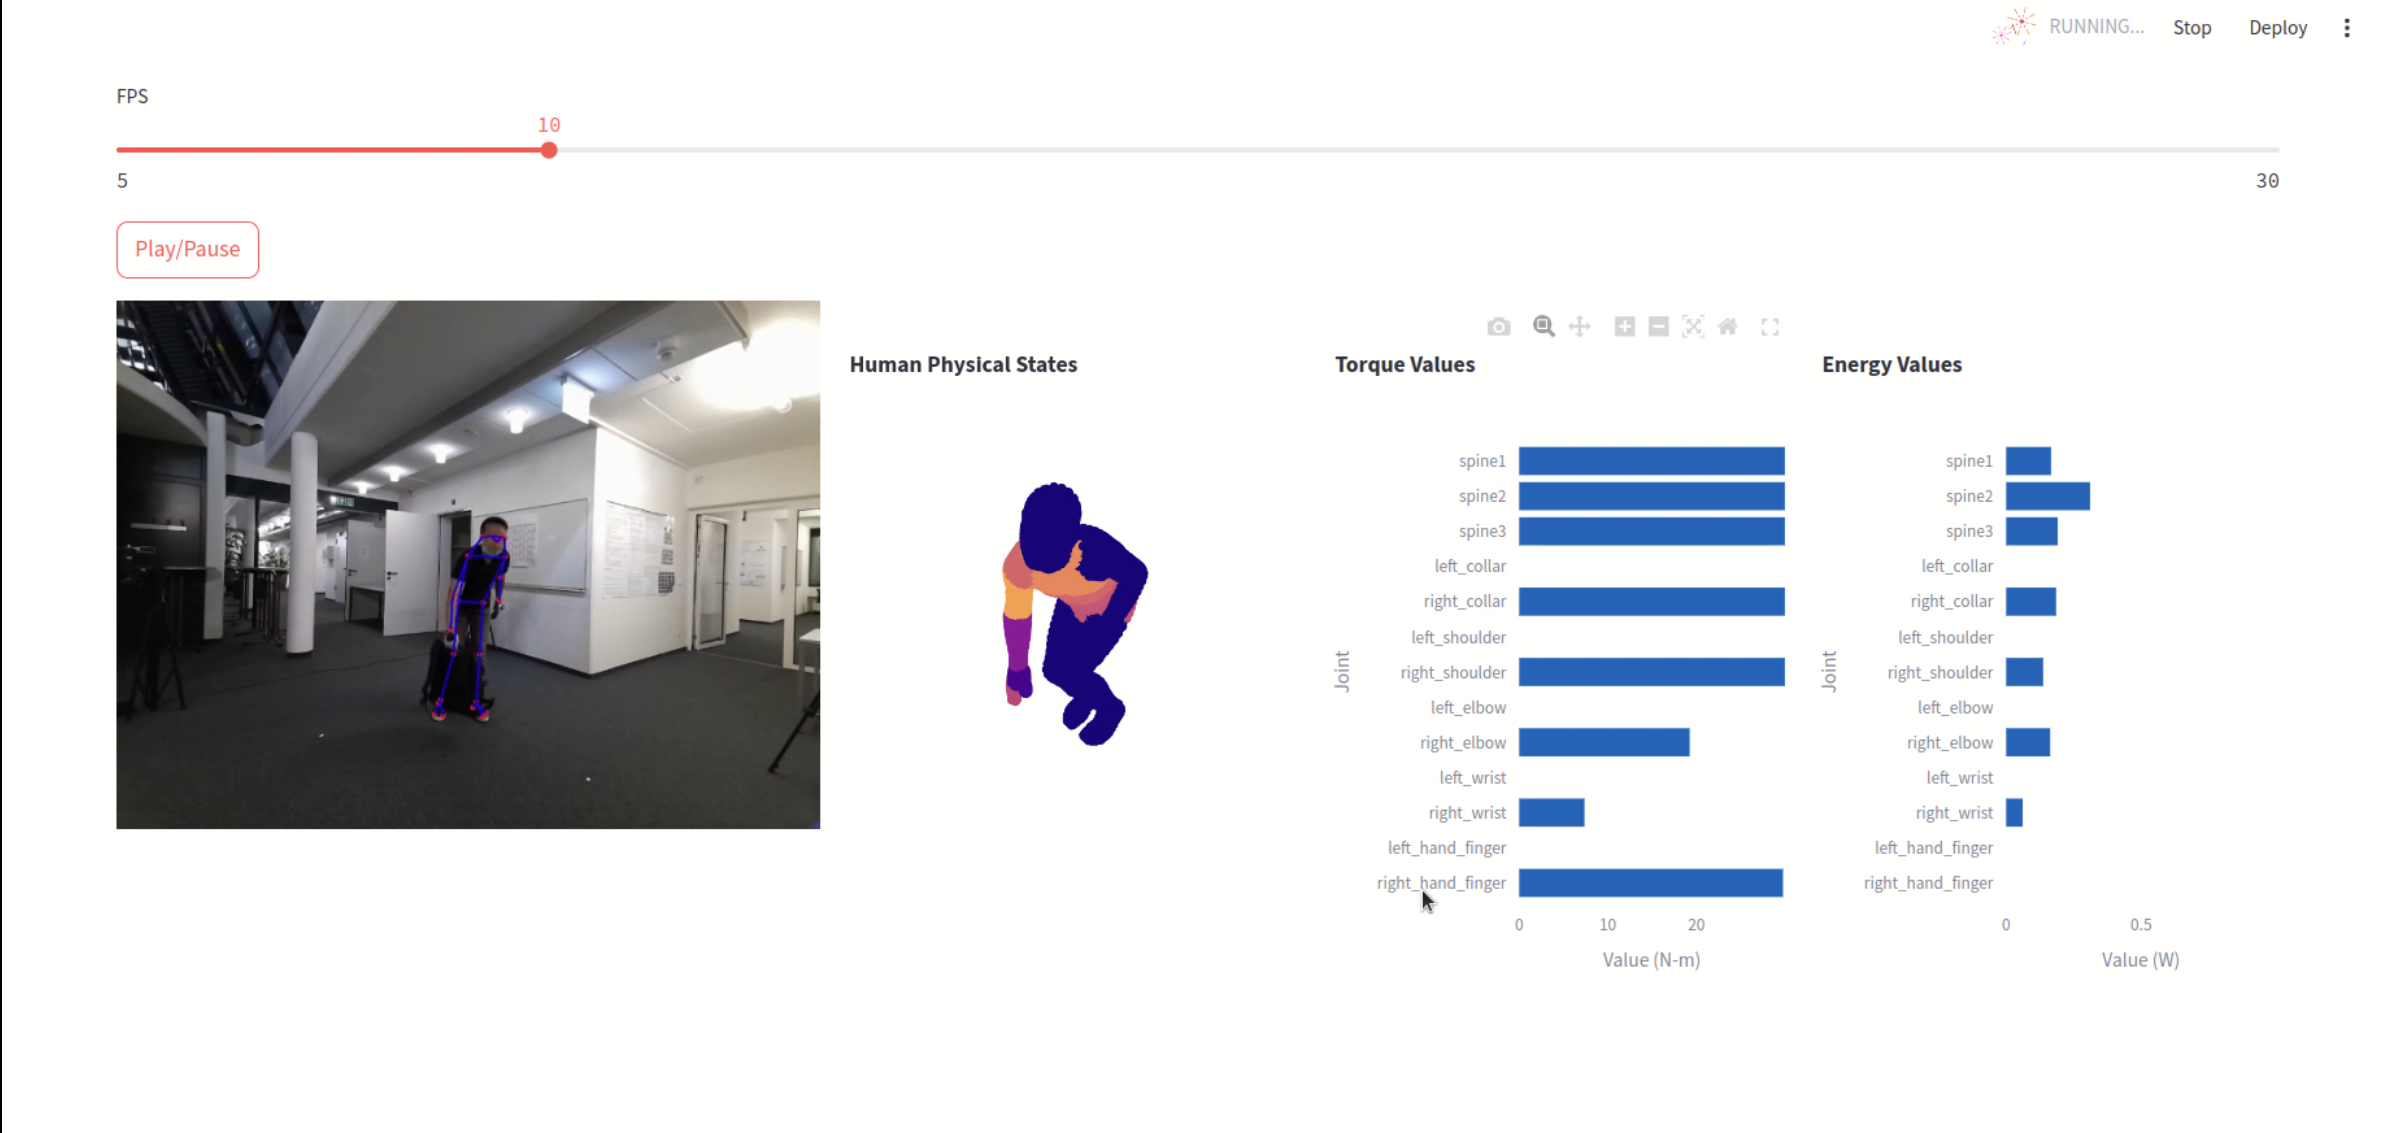 RUNNING...
Stop
Deploy
FPS
10
5
30
Play/Pause
Human Physical States
Torque Values
Energy Values
Joint
spine1
spine2
spine3
left_collar
right_collar
left_shoulder
right_shoulder
left_elbow
right_elbow
left_wrist
right_wrist
left_hand_finger
right_hand_finger
0 10 20
Value (N-m)
Joint
spine1
spine2
spine3
left_collar
right_collar
left_shoulder
right_shoulder
left_elbow
right_elbow
left_wrist
right_wrist
left_hand_finger
right_hand_finger
0 0.5
Value (W)